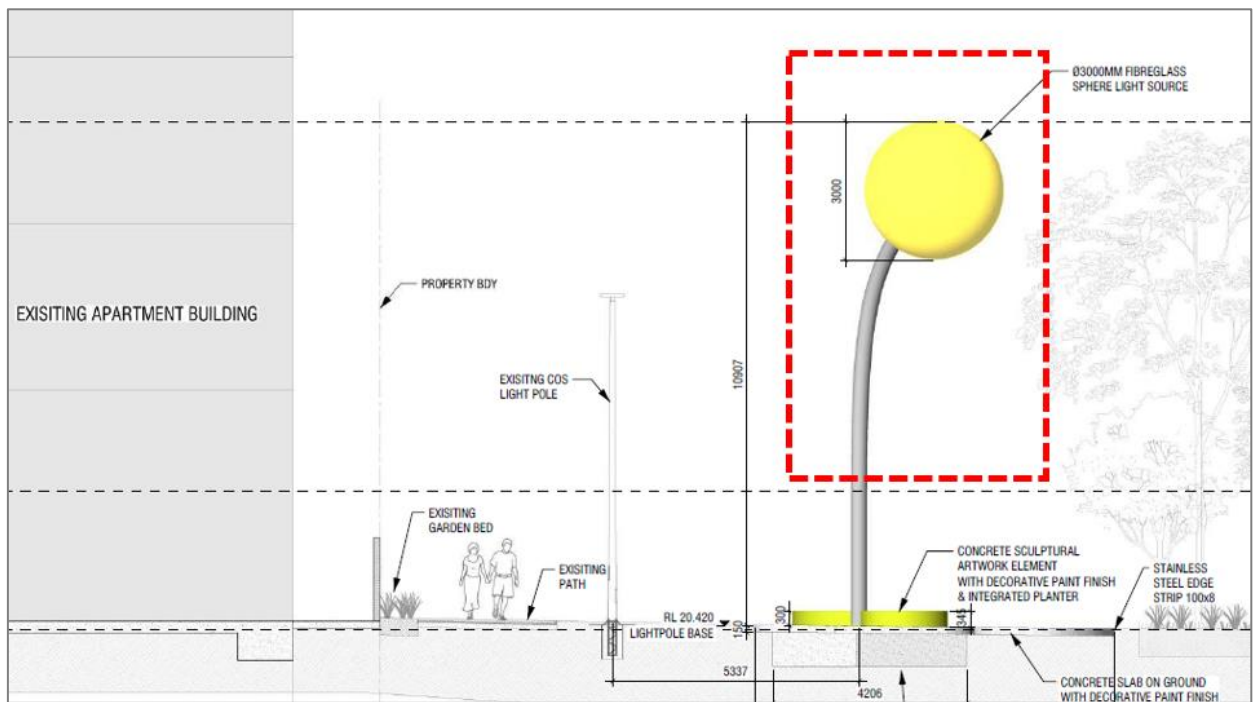 Ø3000MM FIBREGLASS
SPHERE LIGHT SOURCE
3000
PROPERTY BDY
EXISITING APARTMENT BUILDING
EXISITNG COS
LIGHT POLE
10907
EXISITING
GARDEN BED
EXISITING
PATH
CONCRETE SCULPTURAL
ARTWORK ELEMENT
WITH DECORATIVE PAINT FINISH
& INTEGRATED PLANTER
STAINLESS
STEEL EDGE
STRIP 100x8
RL 20.420
LIGHTPOLE BASE
150
300
345
5337
4206
CONCRETE SLAB ON GROUND
WITH DECORATIVE PAINT FINISH